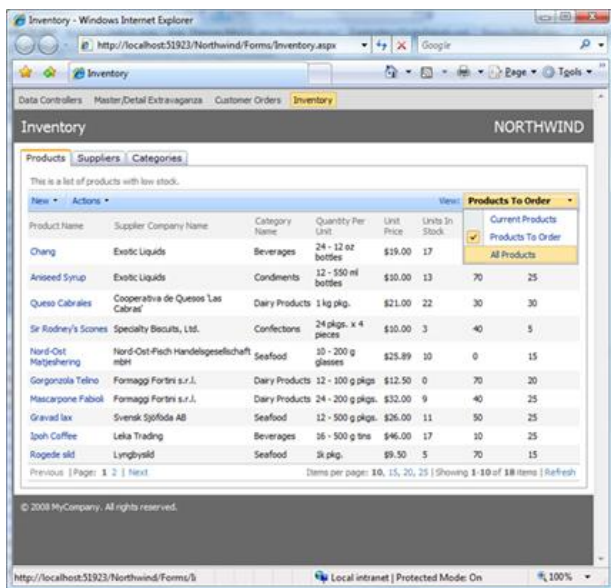 Inventory - Windows Internet Explorer
http://localhost:51923/Northwind/Forms/Inventory.aspx
Google
Inventory
Page
Tools
Data Controllers Master/Detail Extravaganza Customer Orders Inventory
Inventory NORTHWIND
Products Suppliers Categories
This is a list of products with low stock.
New Actions View: Products To Order
Current Products
Products To Order
All Products
Product Name Supplier Company Name Category Name Quantity Per Unit Unit Price Units In Stock
Chang Exotic Liquids Beverages 24 - 12 oz bottles $19.00 17
Aniseed Syrup Exotic Liquids Condiments 12 - 550 ml bottles $10.00 13 70 25
Queso Cabrales Cooperativa de Quesos 'Las Cabras' Dairy Products 1 kg pkg. $21.00 22 30 30
Sir Rodney's Scones Specialty Biscuits, Ltd. Confections 24 pkgs. x 4 pieces $10.00 3 40 5
Nord-Ost Matjeshering Nord-Ost-Fisch Handelsgesellschaft mbH Seafood 10 - 200 g glasses $25.89 10 0 15
Gorgonzola Telino Formaggi Fortini s.r.l. Dairy Products 12 - 100 g pkgs $12.50 0 70 20
Mascarpone Fabioli Formaggi Fortini s.r.l. Dairy Products 24 - 200 g pkgs. $32.00 9 40 25
Gravad lax Svensk Sjöföda AB Seafood 12 - 500 g pkgs. $26.00 11 50 25
Ipoh Coffee Leka Trading Beverages 16 - 500 g tins $46.00 17 10 25
Rogede sild Lyngbysild Seafood 1k pkg. $9.50 5 70 15
Previous | Page: 1 2 | Next Items per page: 10, 15, 20, 25 | Showing 1-10 of 18 items | Refresh
© 2008 MyCompany. All rights reserved.
http://localhost:51923/Northwind/Forms/I Local intranet | Protected Mode: On 100%